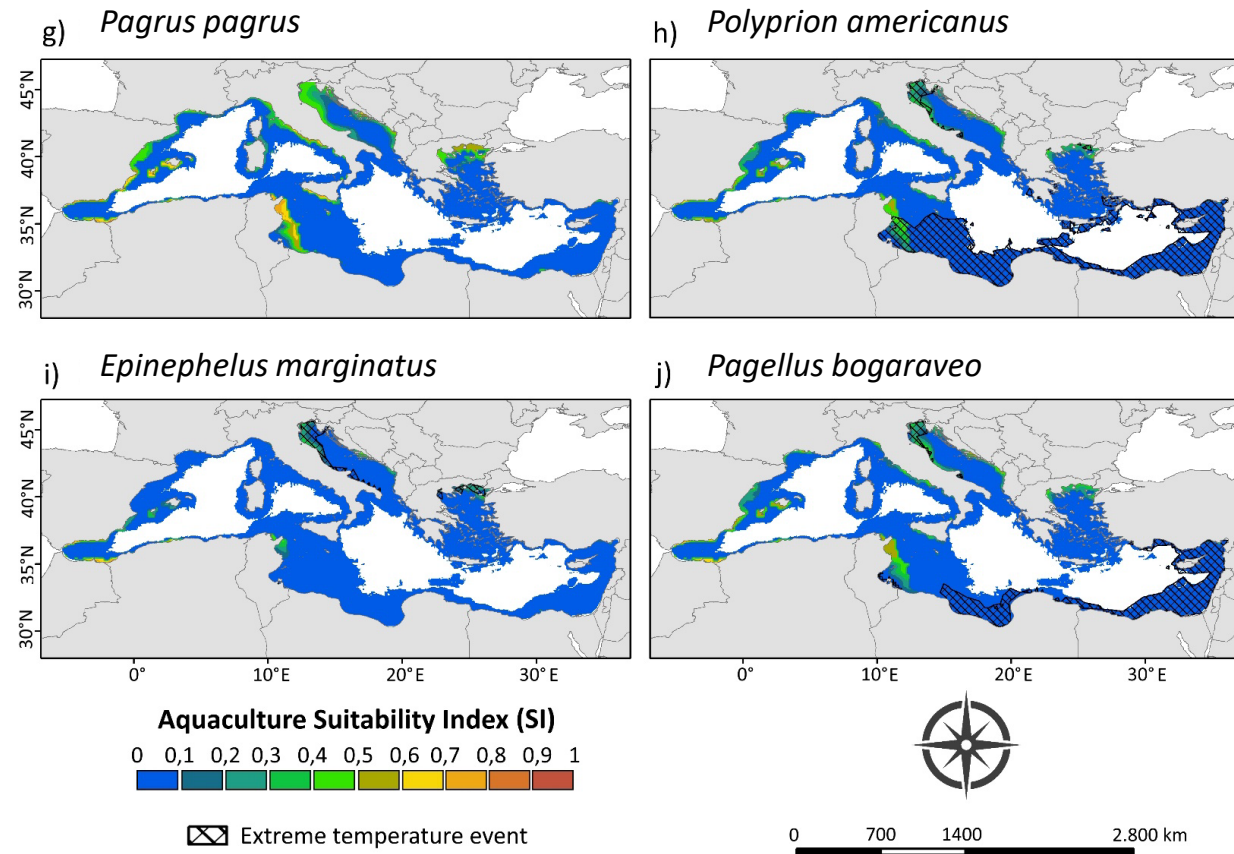 g) Pagrus pagrus
h) Polyprion americanus
45°N
40°N
35°N
30°N
i) Epinephelus marginatus
j) Pagellus bogaraveo
45°N
40°N
35°N
30°N
0° 10°E 20°E 30°E
0° 10°E 20°E 30°E
Aquaculture Suitability Index (SI)
0 0,1 0,2 0,3 0,4 0,5 0,6 0,7 0,8 0,9 1
Extreme temperature event
0 700 1400 2.800 km